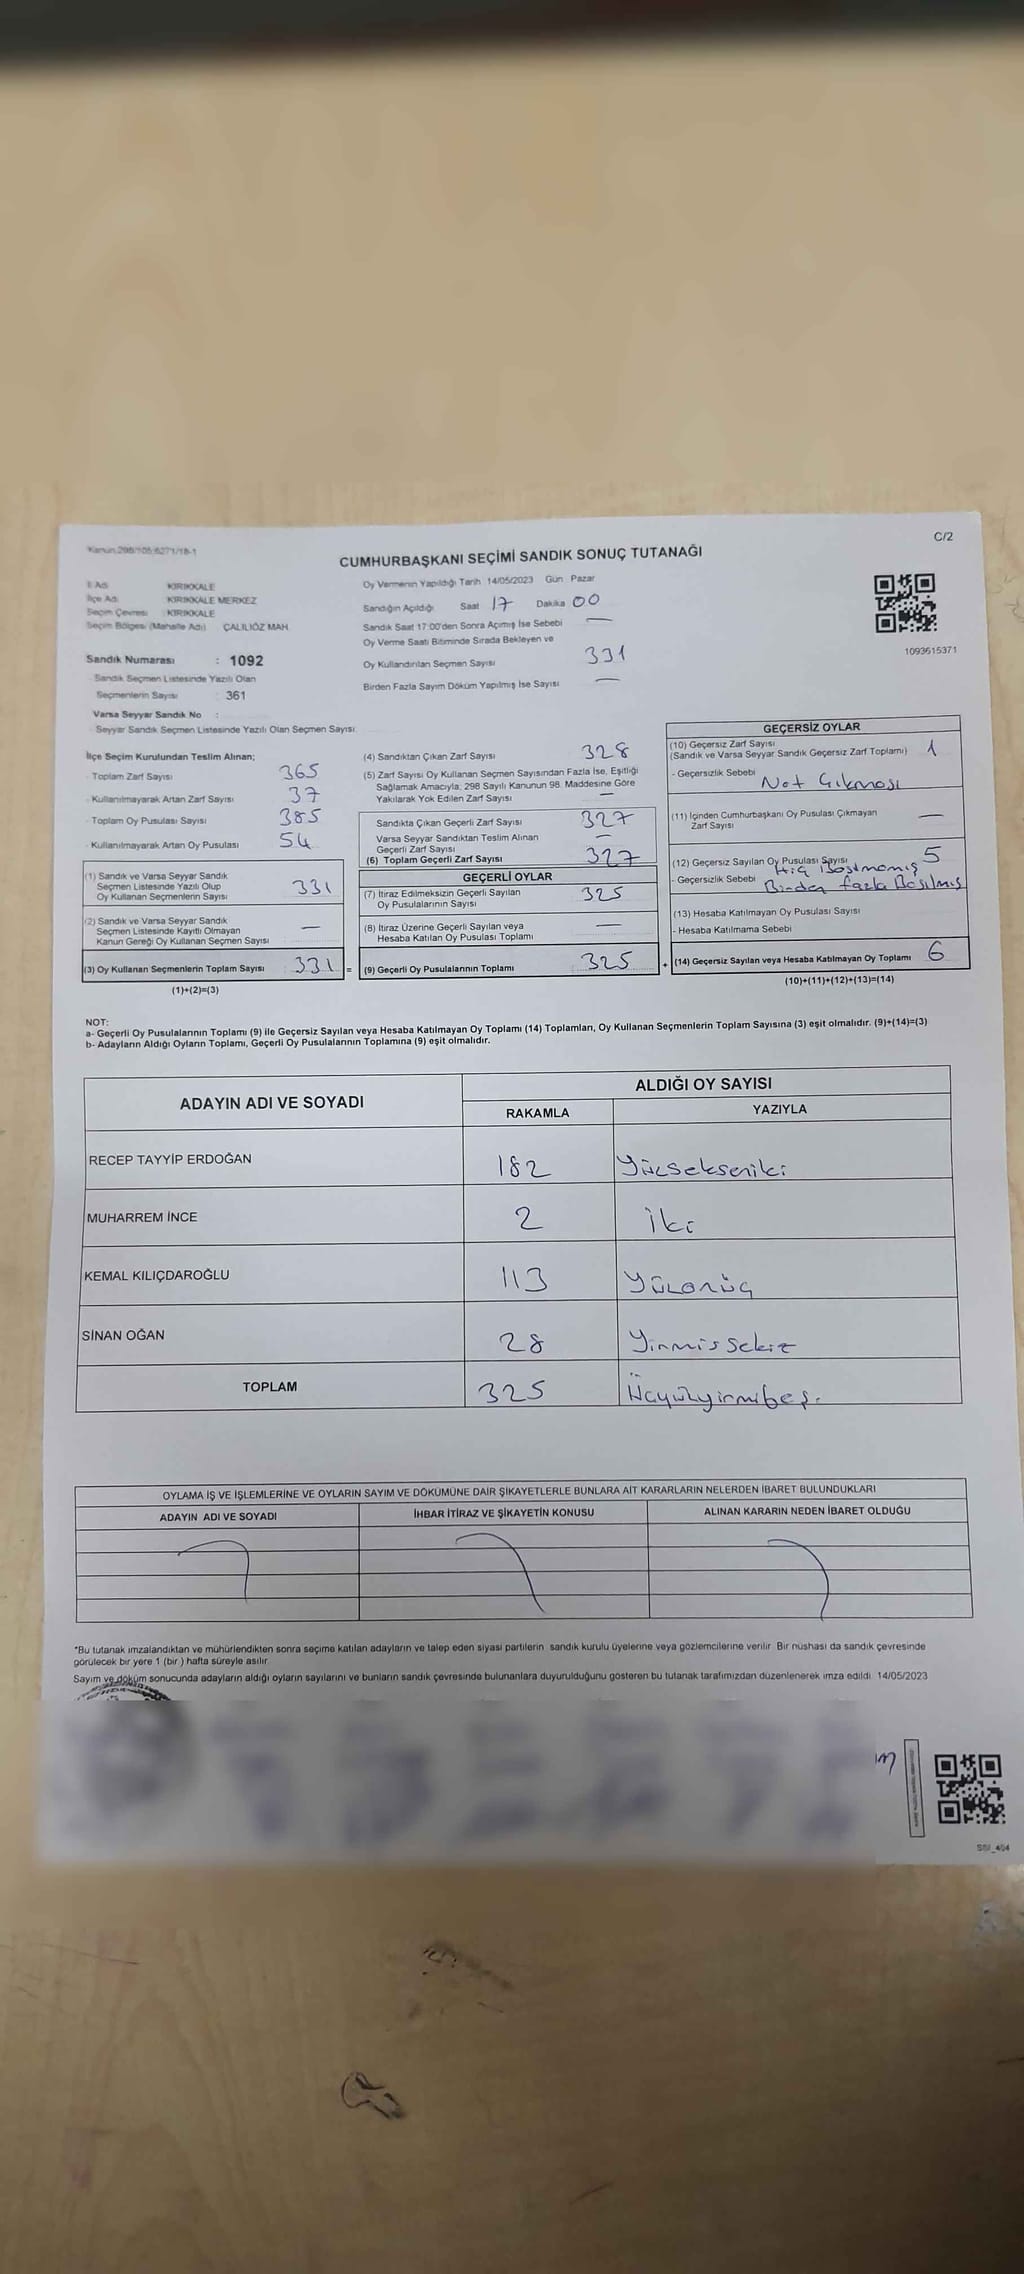 Kanun.298/105;6271/18-1
C/2
CUMHURBAŞKANI SEÇİMİ SANDIK SONUÇ TUTANAĞI
İl Adı KIRIKKALE
İlçe Adı KIRIKKALE MERKEZ
Seçim Çevresi KIRIKKALE
Seçim Bölgesi (Mahalle Adı) ÇALILIÖZ MAH.
Sandık Numarası : 1092
Sandık Seçmen Listesinde Yazılı Olan
Seçmenlerin Sayısı : 361
Varsa Seyyar Sandık No :
Seyyar Sandık Seçmen Listesinde Yazılı Olan Seçmen Sayısı:
Oy Vermenin Yapıldığı Tarih 14/05/2023 Gün Pazar
Sandığın Açıldığı Saat 17 Dakika 00
Sandık Saat 17:00'den Sonra Açılmış İse Sebebi —
Oy Verme Saati Bitiminde Sırada Bekleyen ve
Oy Kullandırılan Seçmen Sayısı 331
Birden Fazla Sayım Döküm Yapılmış İse Sayısı —
1093615371
İlçe Seçim Kurulundan Teslim Alınan;
- Toplam Zarf Sayısı 365
- Kullanılmayarak Artan Zarf Sayısı 37
- Toplam Oy Pusulası Sayısı 385
- Kullanılmayarak Artan Oy Pusulası 54
(1) Sandık ve Varsa Seyyar Sandık
Seçmen Listesinde Yazılı Olup
Oy Kullanan Seçmenlerin Sayısı 331
(2) Sandık ve Varsa Seyyar Sandık
Seçmen Listesinde Kayıtlı Olmayan
Kanun Gereği Oy Kullanan Seçmen Sayısı —
(3) Oy Kullanan Seçmenlerin Toplam Sayısı 331 =
(1)+(2)=(3)
(4) Sandıktan Çıkan Zarf Sayısı 328
(5) Zarf Sayısı Oy Kullanan Seçmen Sayısından Fazla İse, Eşitliği
Sağlamak Amacıyla, 298 Sayılı Kanunun 98. Maddesine Göre
Yakılarak Yok Edilen Zarf Sayısı —
Sandıkta Çıkan Geçerli Zarf Sayısı 327
Varsa Seyyar Sandıktan Teslim Alınan
Geçerli Zarf Sayısı —
(6) Toplam Geçerli Zarf Sayısı 327
GEÇERLİ OYLAR
(7) İtiraz Edilmeksizin Geçerli Sayılan
Oy Pusulalarının Sayısı 325
(8) İtiraz Üzerine Geçerli Sayılan veya
Hesaba Katılan Oy Pusulası Toplamı —
(9) Geçerli Oy Pusulalarının Toplamı 325 +
GEÇERSİZ OYLAR
(10) Geçersiz Zarf Sayısı
(Sandık ve Varsa Seyyar Sandık Geçersiz Zarf Toplamı) 1
- Geçersizlik Sebebi Not Çıkması
(11) İçinden Cumhurbaşkanı Oy Pusulası Çıkmayan
Zarf Sayısı —
(12) Geçersiz Sayılan Oy Pusulası Sayısı 5
- Geçersizlik Sebebi Hiç Basılmamış
Birden fazla Basılmış
(13) Hesaba Katılmayan Oy Pusulası Sayısı
- Hesaba Katılmama Sebebi
(14) Geçersiz Sayılan veya Hesaba Katılmayan Oy Toplamı 6
(10)+(11)+(12)+(13)=(14)
NOT:
a- Geçerli Oy Pusulalarının Toplamı (9) ile Geçersiz Sayılan veya Hesaba Katılmayan Oy Toplamı (14) Toplamları, Oy Kullanan Seçmenlerin Toplam Sayısına (3) eşit olmalıdır. (9)+(14)=(3)
b- Adayların Aldığı Oyların Toplamı, Geçerli Oy Pusulalarının Toplamına (9) eşit olmalıdır.
ADAYIN ADI VE SOYADI ALDIĞI OY SAYISI
RAKAMLA YAZIYLA
RECEP TAYYİP ERDOĞAN 182 Yüzsekseniki
MUHARREM İNCE 2 iki
KEMAL KILIÇDAROĞLU 113 Yüzonüç
SİNAN OĞAN 28 Yirmissekiz
TOPLAM 325 Üçyüzyirmibeş.
OYLAMA İŞ VE İŞLEMLERİNE VE OYLARIN SAYIM VE DÖKÜMÜNE DAİR ŞİKAYETLERLE BUNLARA AİT KARARLARIN NELERDEN İBARET BULUNDUKLARI
ADAYIN ADI VE SOYADI İHBAR İTİRAZ VE ŞİKAYETİN KONUSU ALINAN KARARIN NEDEN İBARET OLDUĞU
*Bu tutanak imzalandıktan ve mühürlendikten sonra seçime katılan adayların ve talep eden siyasi partilerin sandık kurulu üyelerine veya gözlemcilerine verilir. Bir nüshası da sandık çevresinde
görülecek bir yere 1 (bir) hafta süreyle asılır.
Sayım ve döküm sonucunda adayların aldığı oyların sayılarını ve bunların sandık çevresinde bulunanlara duyurulduğunu gösteren bu tutanak tarafımızdan düzenlenerek imza edildi. 14/05/2023